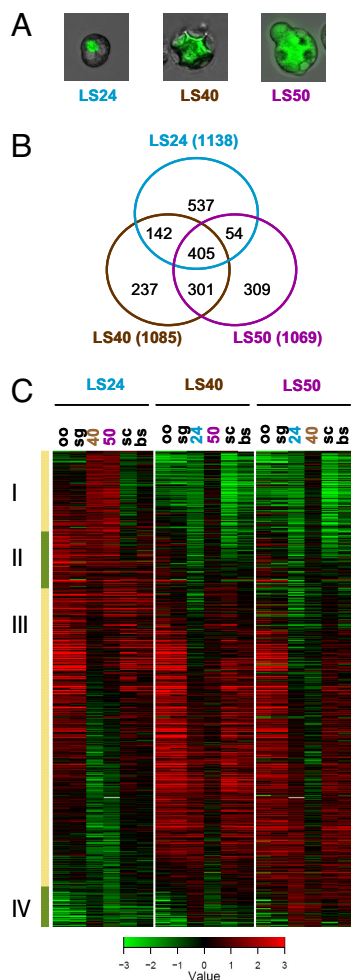 A
LS24 LS40 LS50
B
LS24 (1138)
537
142 54
405
237 301 309
LS40 (1085) LS50 (1069)
C
LS24 LS40 LS50
oo sg 40 50 sc bs oo sg 24 50 sc bs oo sg 24 40 sc bs
I
II
III
IV
−3 −2 −1 0 1 2 3
Value